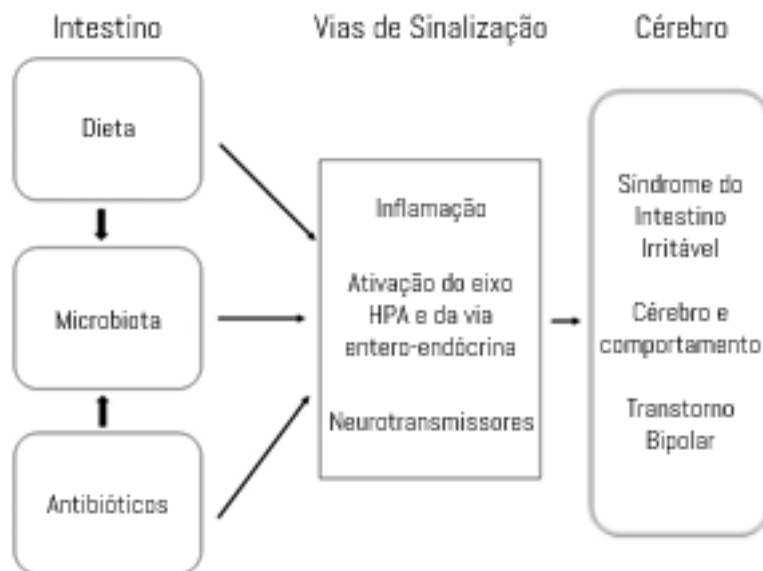 Intestino
Vias de Sinalização
Cérebro
Dieta
Microbiota
Antibióticos
Inflamação
Ativação do eixo
HPA e da via
entero-endócrina
Neurotransmissores
Síndrome do
Intestino
Irritável
Cérebro e
comportamento
Transtorno
Bipolar